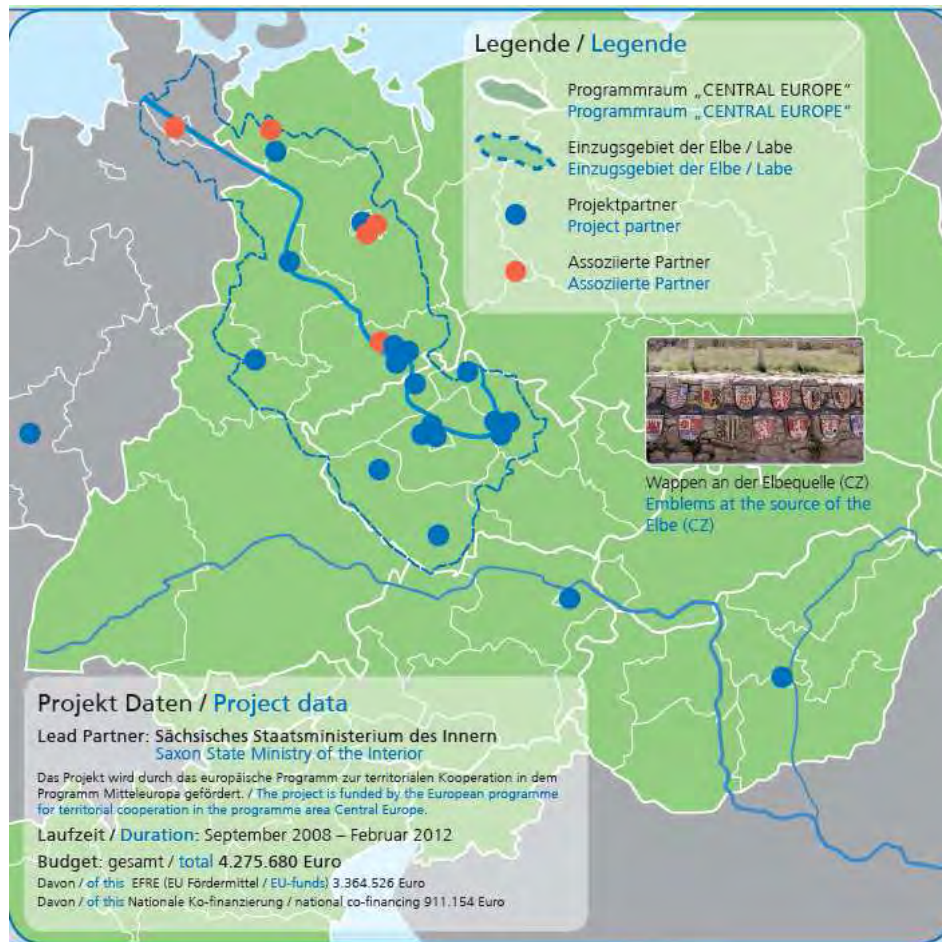 Legende / Legende
Programmraum „CENTRAL EUROPE“
Programmraum „CENTRAL EUROPE“
Einzugsgebiet der Elbe / Labe
Einzugsgebiet der Elbe / Labe
Projektpartner
Project partner
Assoziierte Partner
Assoziierte Partner
Wappen an der Elbequelle (CZ)
Emblems at the source of the
Elbe (CZ)
Projekt Daten / Project data
Lead Partner: Sächsisches Staatsministerium des Innern
Saxon State Ministry of the Interior
Das Projekt wird durch das europäische Programm zur territorialen Kooperation in dem
Programm Mitteleuropa gefördert. / The project is funded by the European programme
for territorial cooperation in the programme area Central Europe.
Laufzeit / Duration: September 2008 – Februar 2012
Budget: gesamt / total 4.275.680 Euro
Davon / of this EFRE (EU Fördermittel / EU-funds) 3.364.526 Euro
Davon / of this Nationale Ko-finanzierung / national co-financing 911.154 Euro